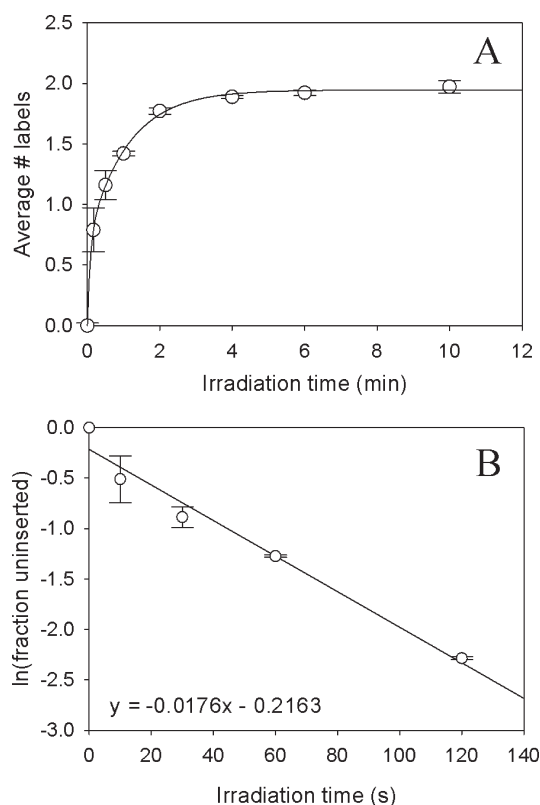 2.5
A
2.0
1.5
1.0
0.5
0.0
Average # labels
0 2 4 6 8 10 12
Irradiation time (min)
0.0
B
-0.5
-1.0
-1.5
-2.0
-2.5
-3.0
ln(fraction uninserted)
y = -0.0176x - 0.2163
0 20 40 60 80 100 120 140
Irradiation time (s)